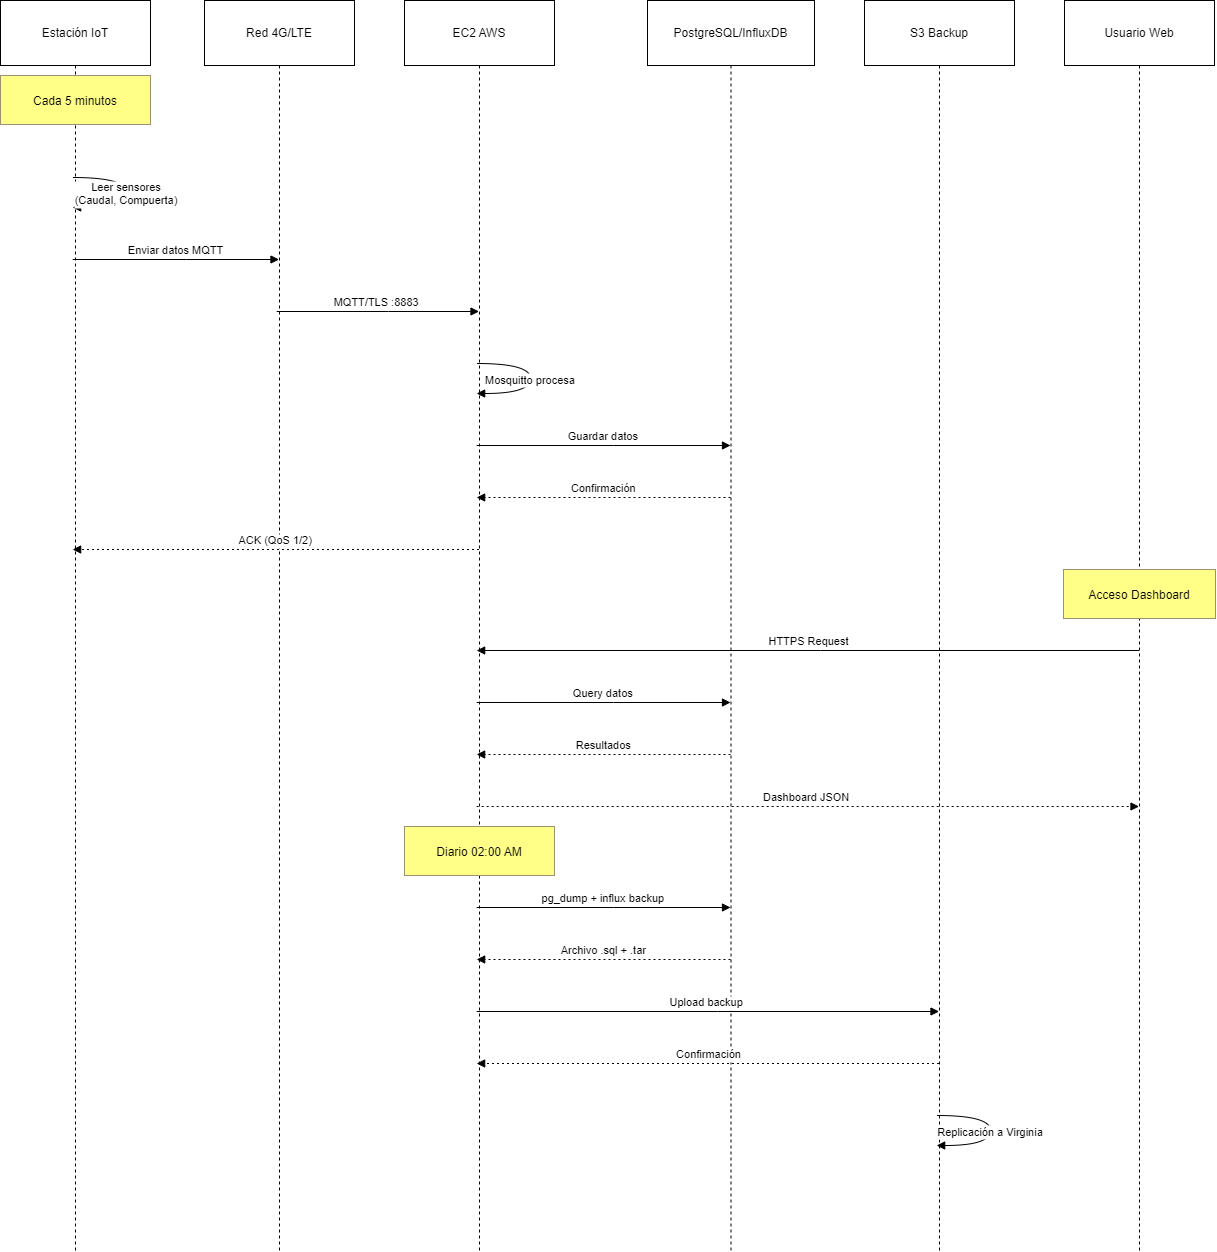 Estación IoT
Red 4G/LTE
EC2 AWS
PostgreSQL/InfluxDB
S3 Backup
Usuario Web
Cada 5 minutos
Leer sensores
(Caudal, Compuerta)
Enviar datos MQTT
MQTT/TLS :8883
Mosquitto procesa
Guardar datos
Confirmación
ACK (QoS 1/2)
Acceso Dashboard
HTTPS Request
Query datos
Resultados
Dashboard JSON
Diario 02:00 AM
pg_dump + influx backup
Archivo .sql + .tar
Upload backup
Confirmación
Replicación a Virginia